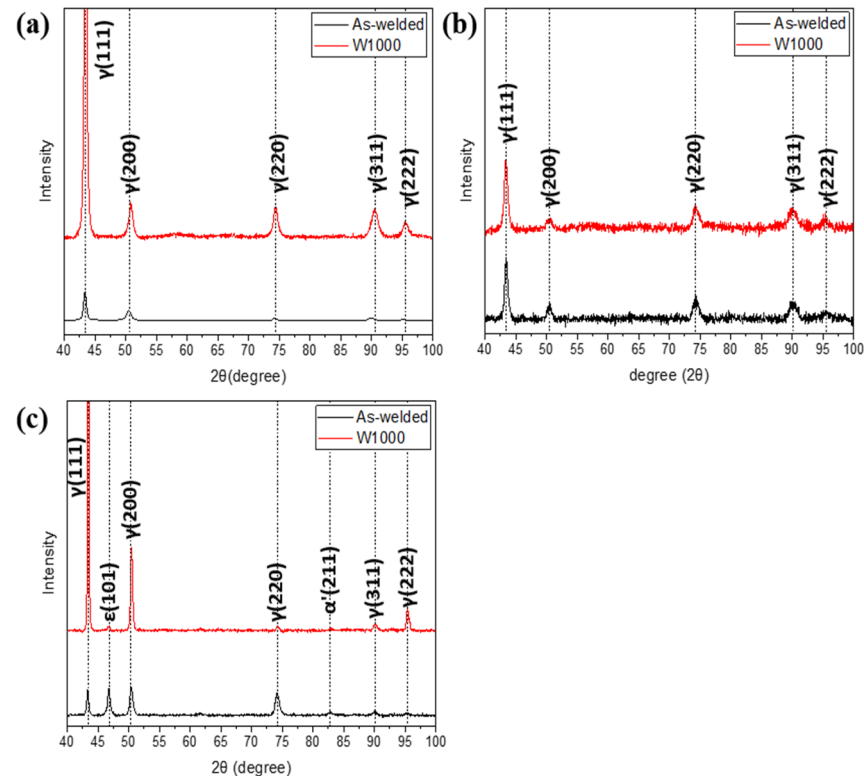 (a)
As-welded
W1000
γ(111)
γ(200)
γ(220)
γ(311)
γ(222)
Intensity
40 45 50 55 60 65 70 75 80 85 90 95 100
2θ(degree)
(b)
As-welded
W1000
γ(111)
γ(200)
γ(220)
γ(311)
γ(222)
Intensity
40 45 50 55 60 65 70 75 80 85 90 95 100
degree (2θ)
(c)
As-welded
W1000
γ(111)
ε(101)
γ(200)
γ(220)
α'(211)
γ(311)
γ(222)
Intensity
40 45 50 55 60 65 70 75 80 85 90 95 100
2θ (degree)